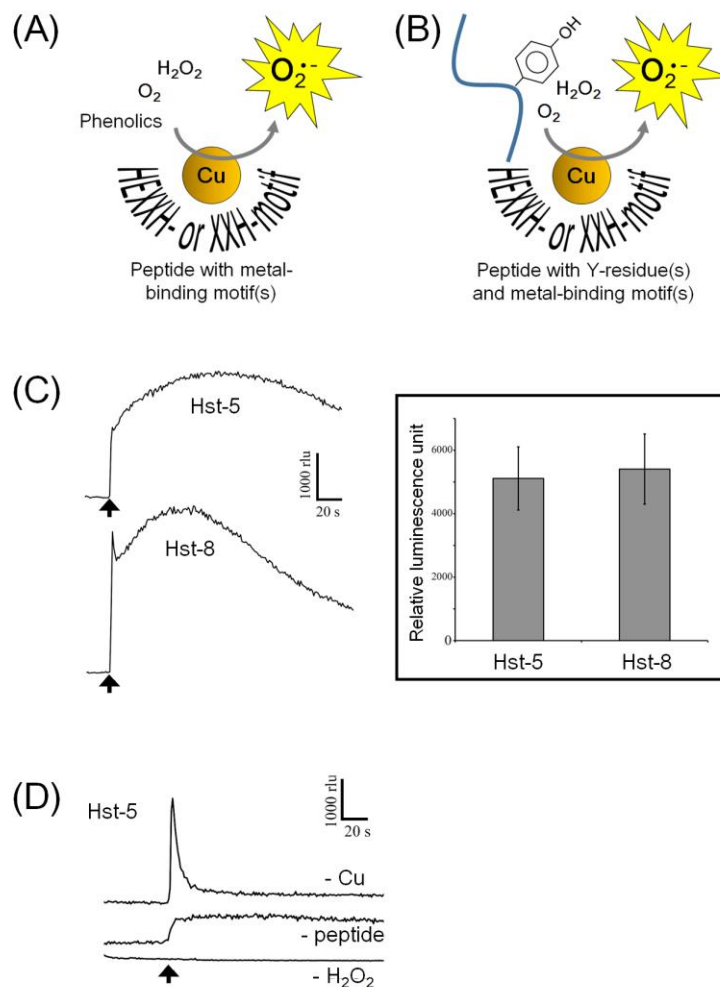 (A)
H2O2
O2
Phenolics
O2•-
Cu
HEXXH- or XXH-motif
Peptide with metal-
binding motif(s)
(B)
OH
H2O2
O2
O2•-
Cu
HEXXH- or XXH-motif
Peptide with Y-residue(s)
and metal-binding motif(s)
(C)
Hst-5
1000 rlu
20 s
Hst-8
Relative luminescence unit
6000
4000
2000
0
Hst-5
Hst-8
(D)
Hst-5
1000 rlu
20 s
- Cu
- peptide
- H2O2